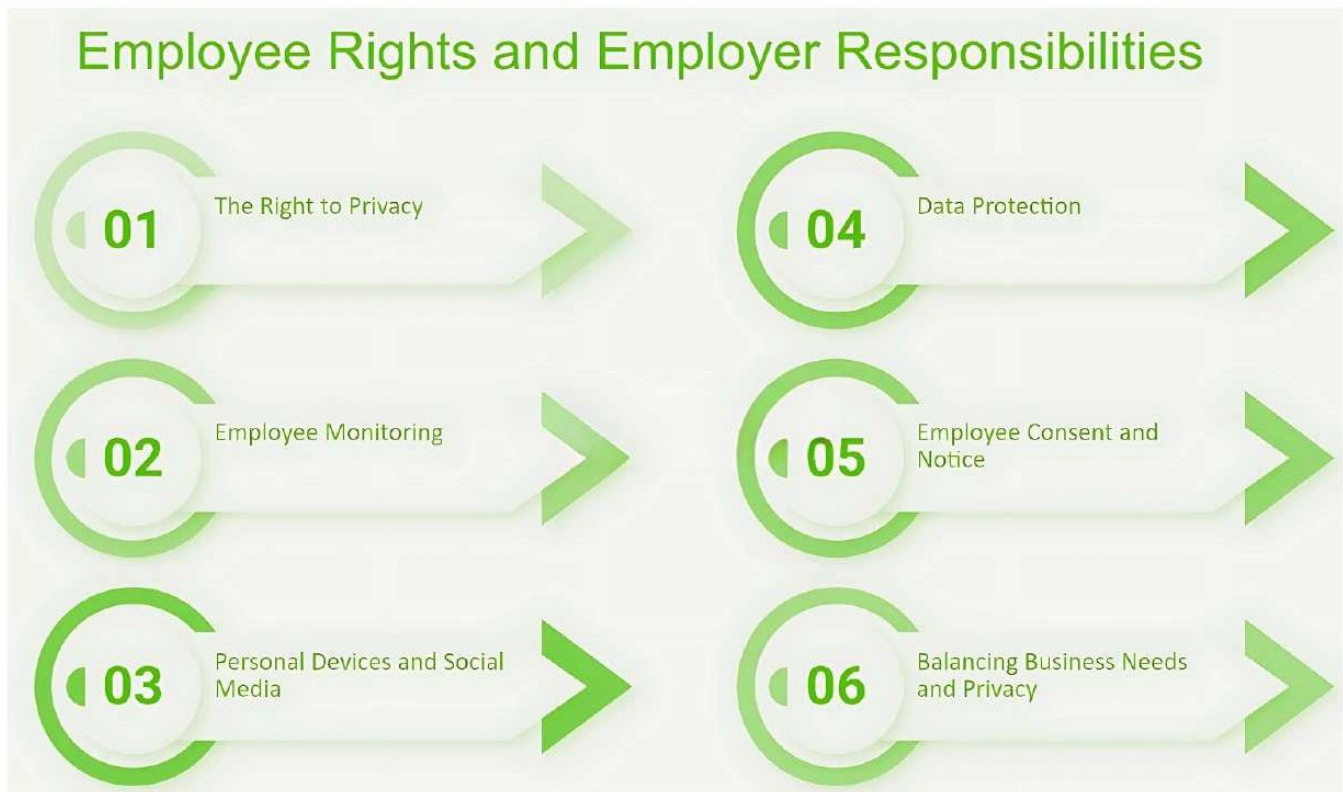 Employee Rights and Employer Responsibilities
01
The Right to Privacy
02
Employee Monitoring
03
Personal Devices and Social
Media
04
Data Protection
05
Employee Consent and
Notice
06
Balancing Business Needs
and Privacy